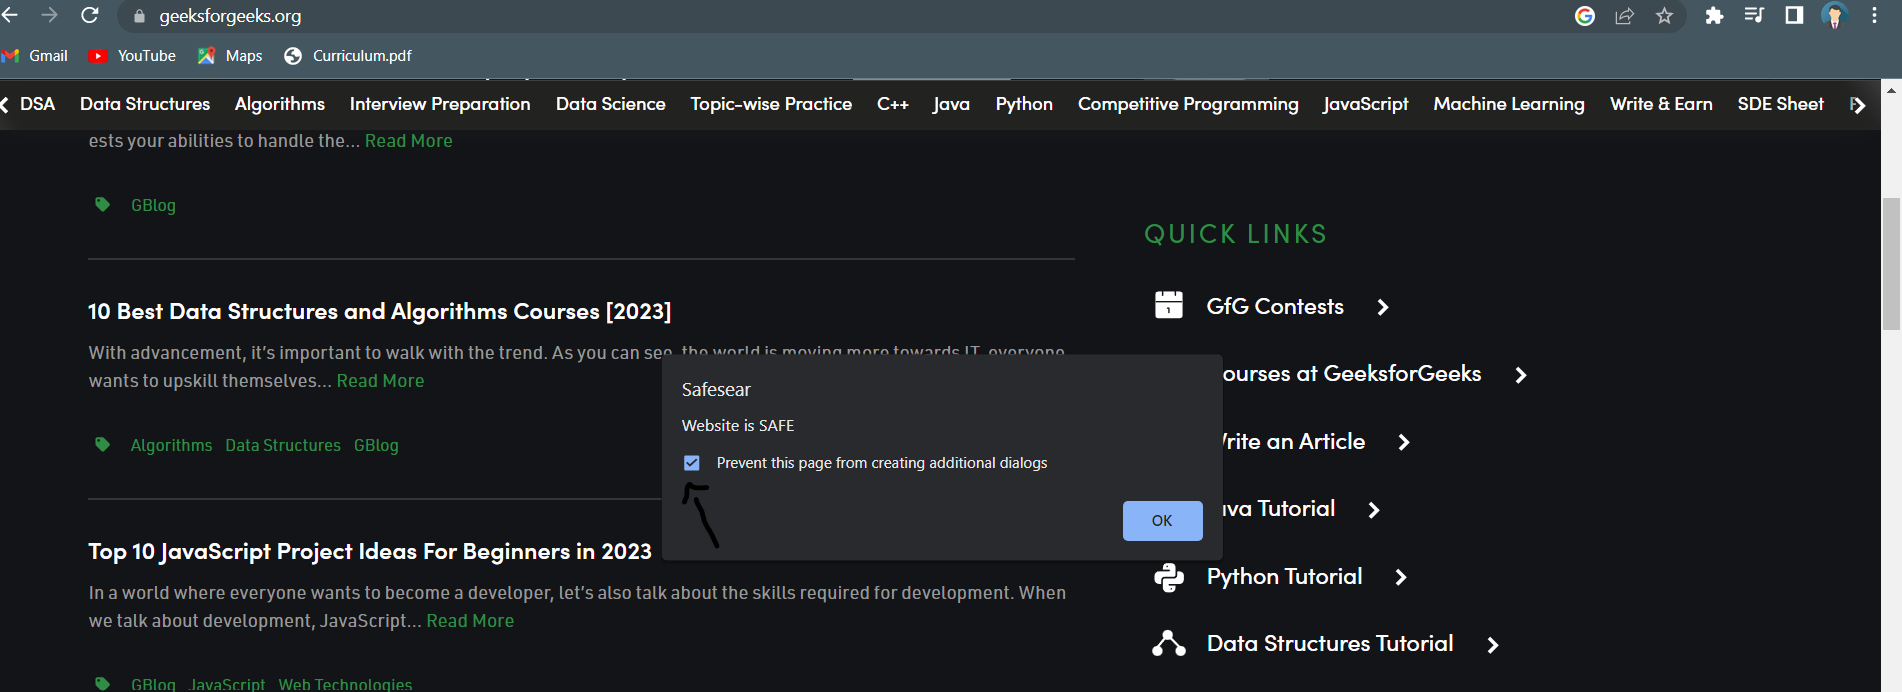 geeksforgeeks.org
Gmail YouTube Maps Curriculum.pdf
DSA Data Structures Algorithms Interview Preparation Data Science Topic-wise Practice C++ Java Python Competitive Programming JavaScript Machine Learning Write & Earn SDE Sheet
ests your abilities to handle the... Read More
GBlog
10 Best Data Structures and Algorithms Courses [2023]
With advancement, it's important to walk with the trend. As you can see, the world is moving more towards IT, everyone
wants to upskill themselves... Read More
Algorithms Data Structures GBlog
Top 10 JavaScript Project Ideas For Beginners in 2023
In a world where everyone wants to become a developer, let's also talk about the skills required for development. When
we talk about development, JavaScript... Read More
GBlog JavaScript Web Technologies
Safesear
Website is SAFE
Prevent this page from creating additional dialogs
OK
QUICK LINKS
1
GfG Contests
ourses at GeeksforGeeks
rite an Article
va Tutorial
Python Tutorial
Data Structures Tutorial